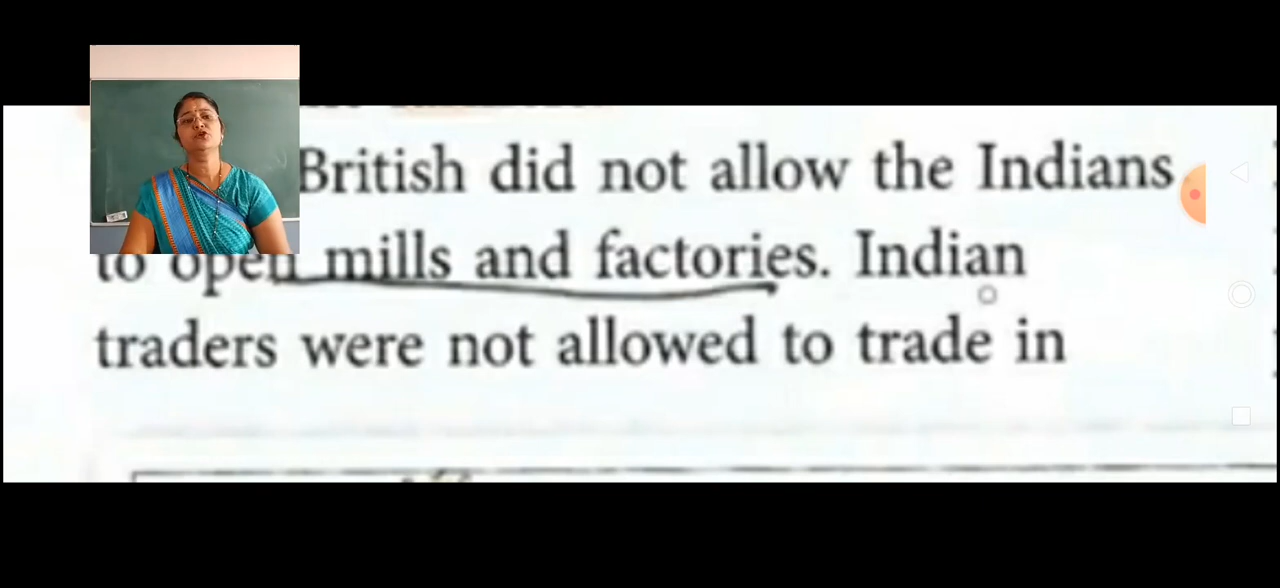 British did not allow the Indians
to open mills and factories. Indian
traders were not allowed to trade in